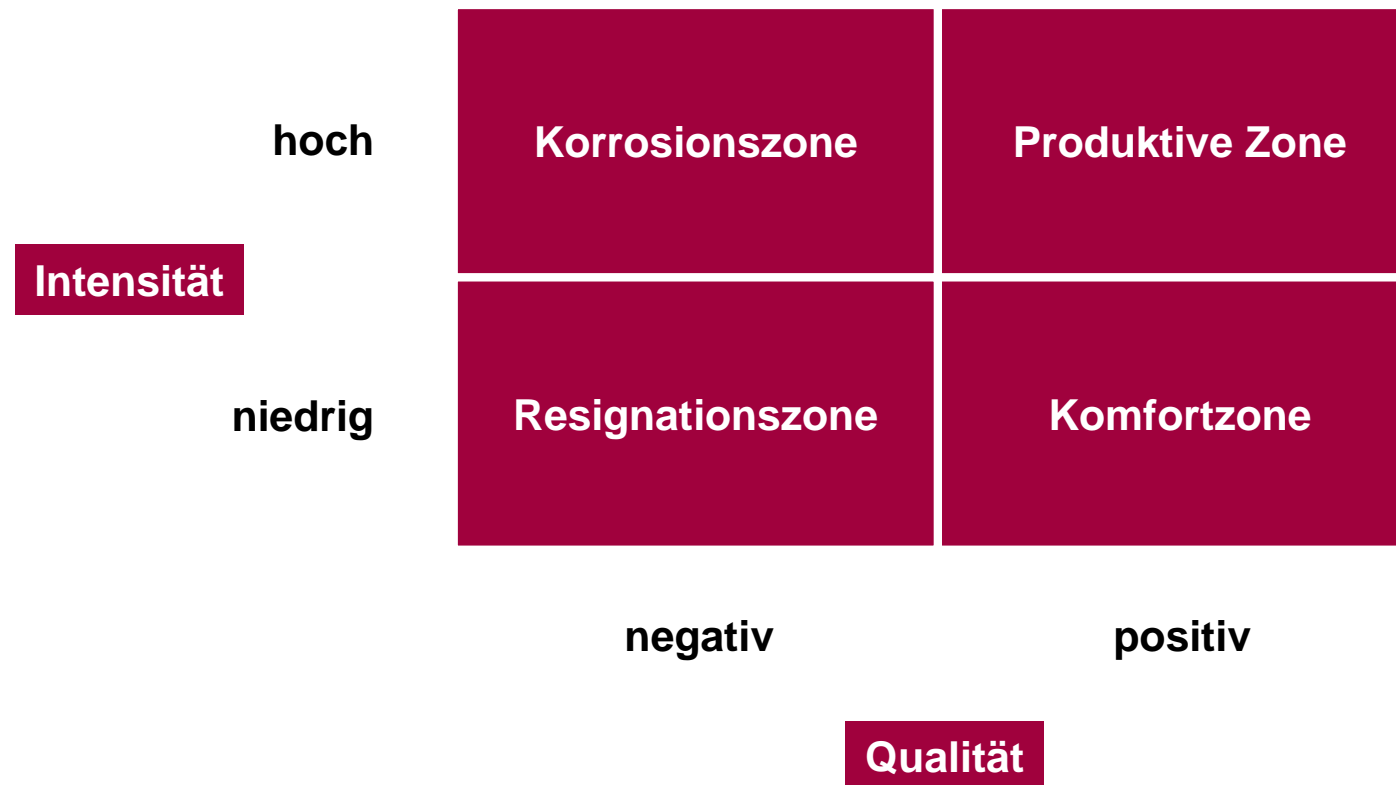 hoch
Korrosionszone
Produktive Zone
Intensität
niedrig
Resignationszone
Komfortzone
negativ
positiv
Qualität